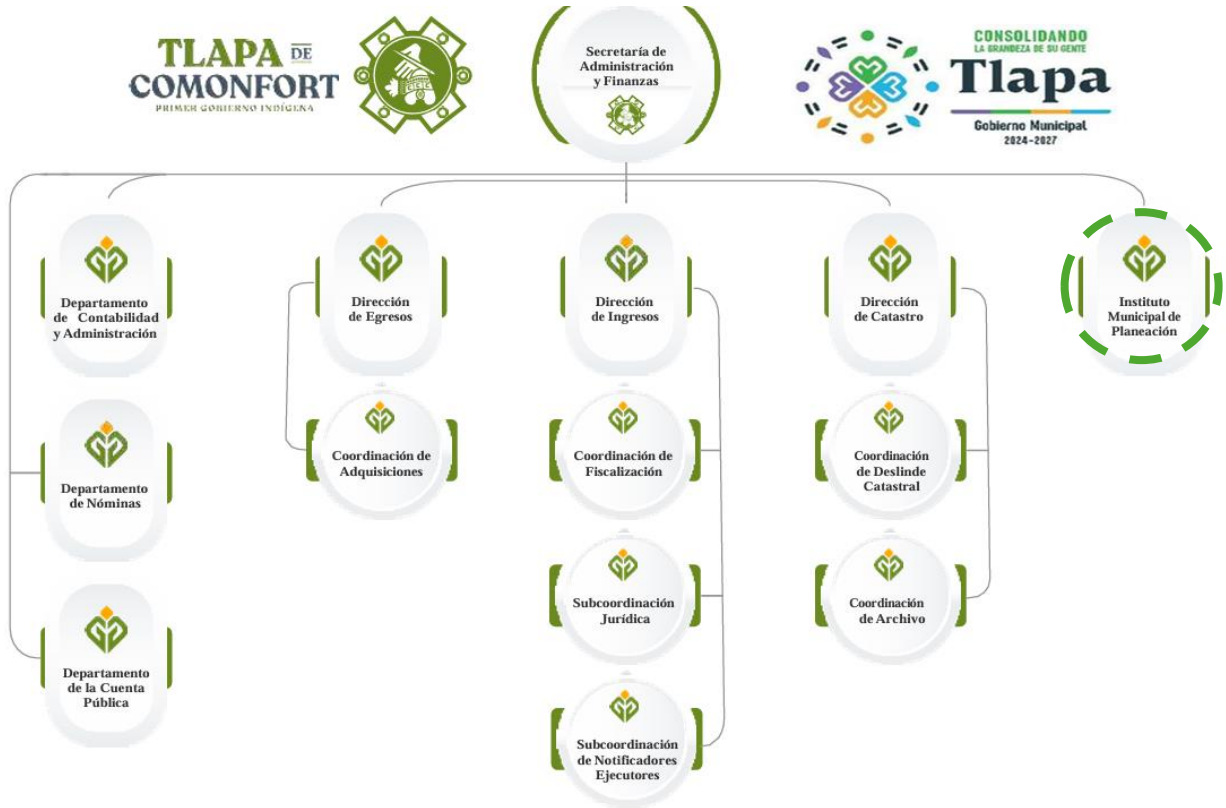 TLAPA DE
COMONFORT
PRIMER GOBIERNO INDÍGENA
Secretaría de
Administración
y Finanzas
CONSOLIDANDO
LA GRANDEZA DE SU GENTE
Tlapa
Gobierno Municipal
2024-2027
Departamento
de Contabilidad
y Administración
Dirección
de Egresos
Dirección
de Ingresos
Dirección
de Catastro
Instituto
Municipal de
Planeación
Departamento
de Nóminas
Coordinación de
Adquisiciones
Coordinación de
Fiscalización
Coordinación
de Deslinde
Catastral
Departamento
de la Cuenta
Pública
Subcoordinación
Jurídica
Coordinación
de Archivo
Subcoordinación
de Notificadores
Ejecutores